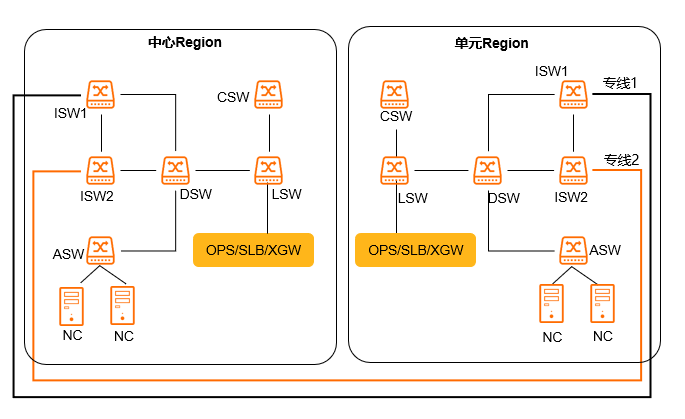 中心Region
单元Region
ISW1
CSW
ISW1
专线1
CSW
专线2
ISW2
DSW
LSW
LSW
DSW
ISW2
ASW
OPS/SLB/XGW
OPS/SLB/XGW
ASW
NC
NC
NC
NC